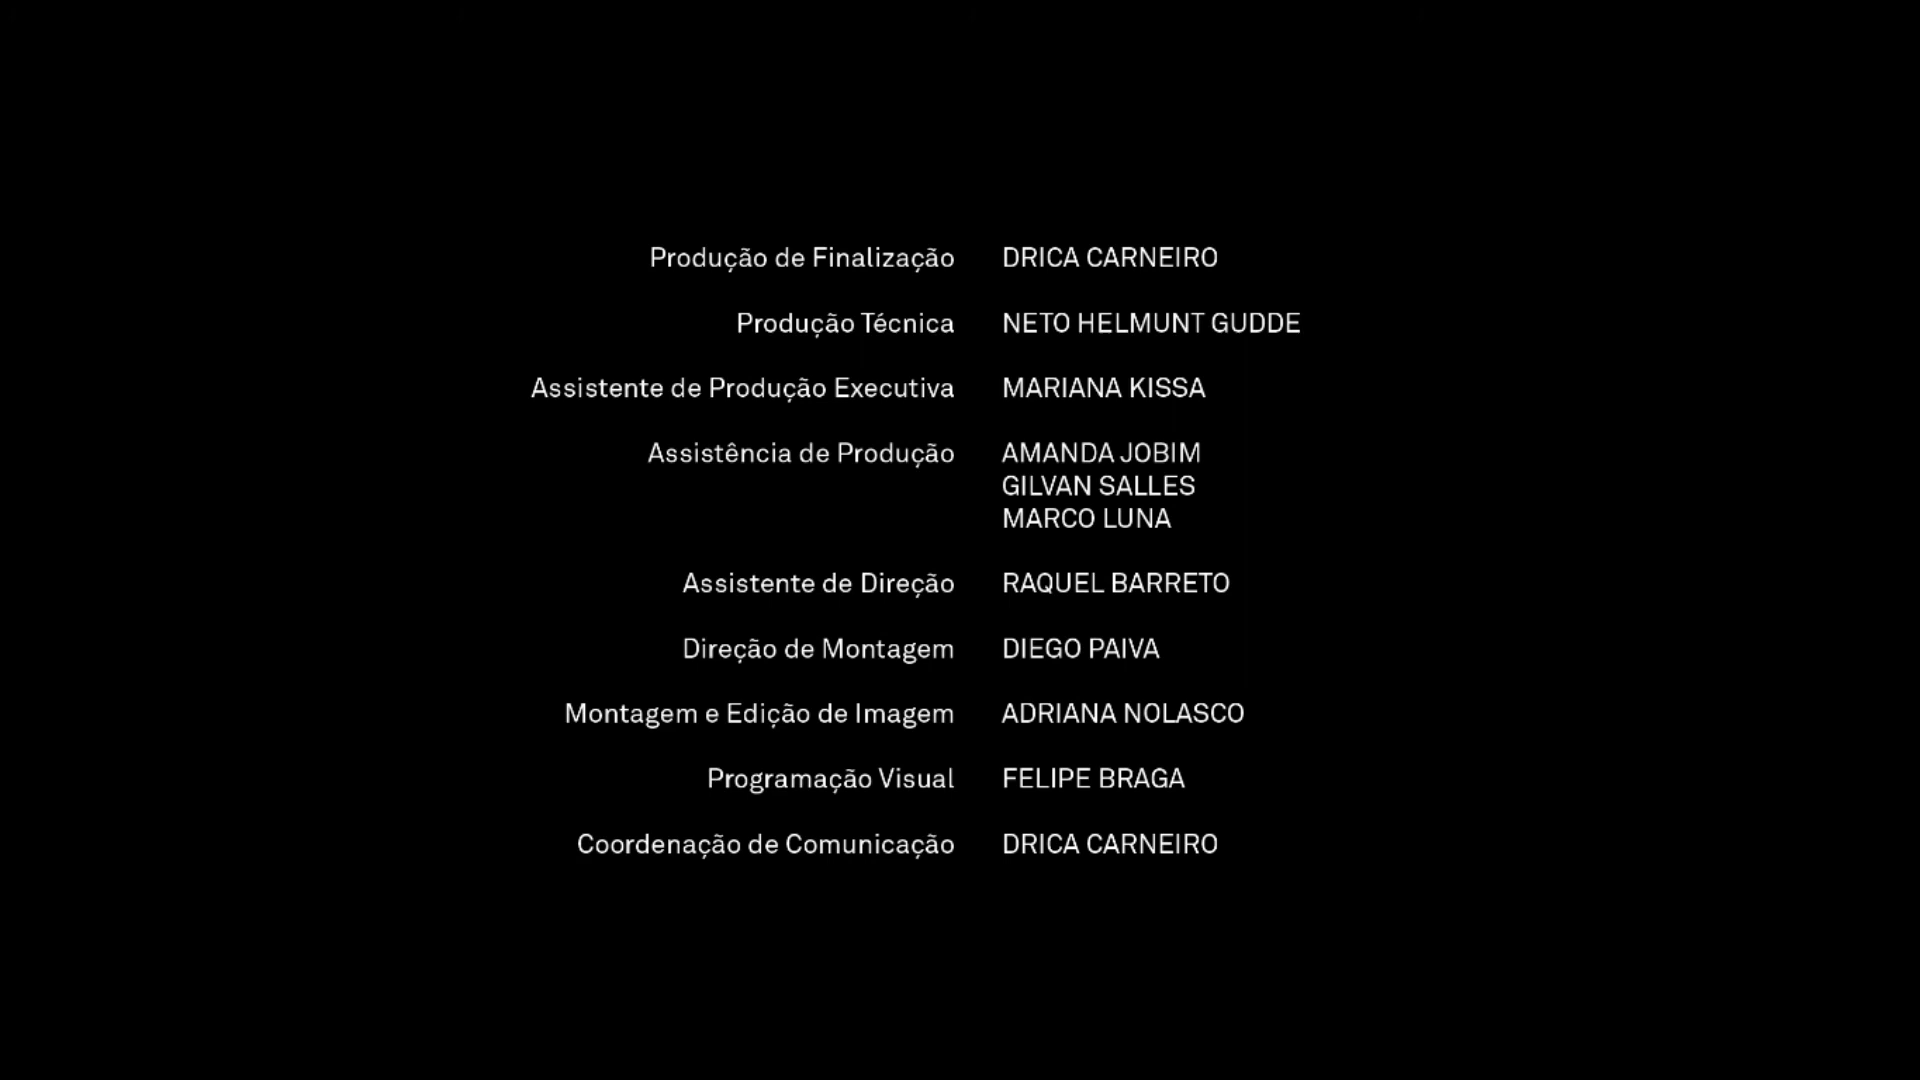 Produção de Finalização DRICA CARNEIRO
Produção Técnica NETO HELMUNT GUDDE
Assistente de Produção Executiva MARIANA KISSA
Assistência de Produção AMANDA JOBIM
GILVAN SALLES
MARCO LUNA
Assistente de Direção RAQUEL BARRETO
Direção de Montagem DIEGO PAIVA
Montagem e Edição de Imagem ADRIANA NOLASCO
Programação Visual FELIPE BRAGA
Coordenação de Comunicação DRICA CARNEIRO